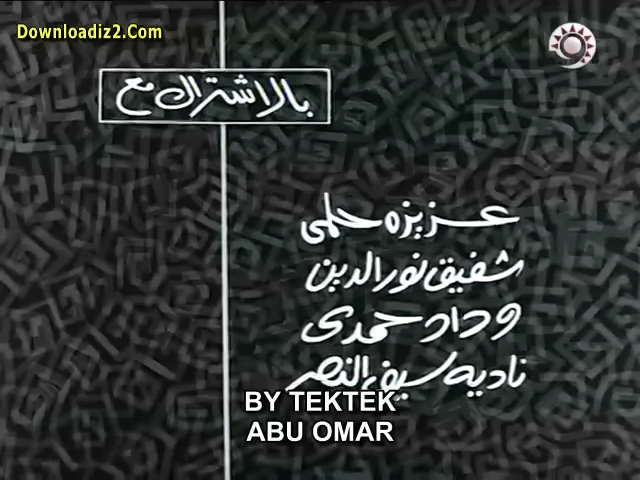 Downloadiz2.Com
بالاشتراك مع
عزيزه حلمى
شفيق نور الدين
وداد حمدى
ناديه سيف النصر
BY TEKTEK
ABU OMAR